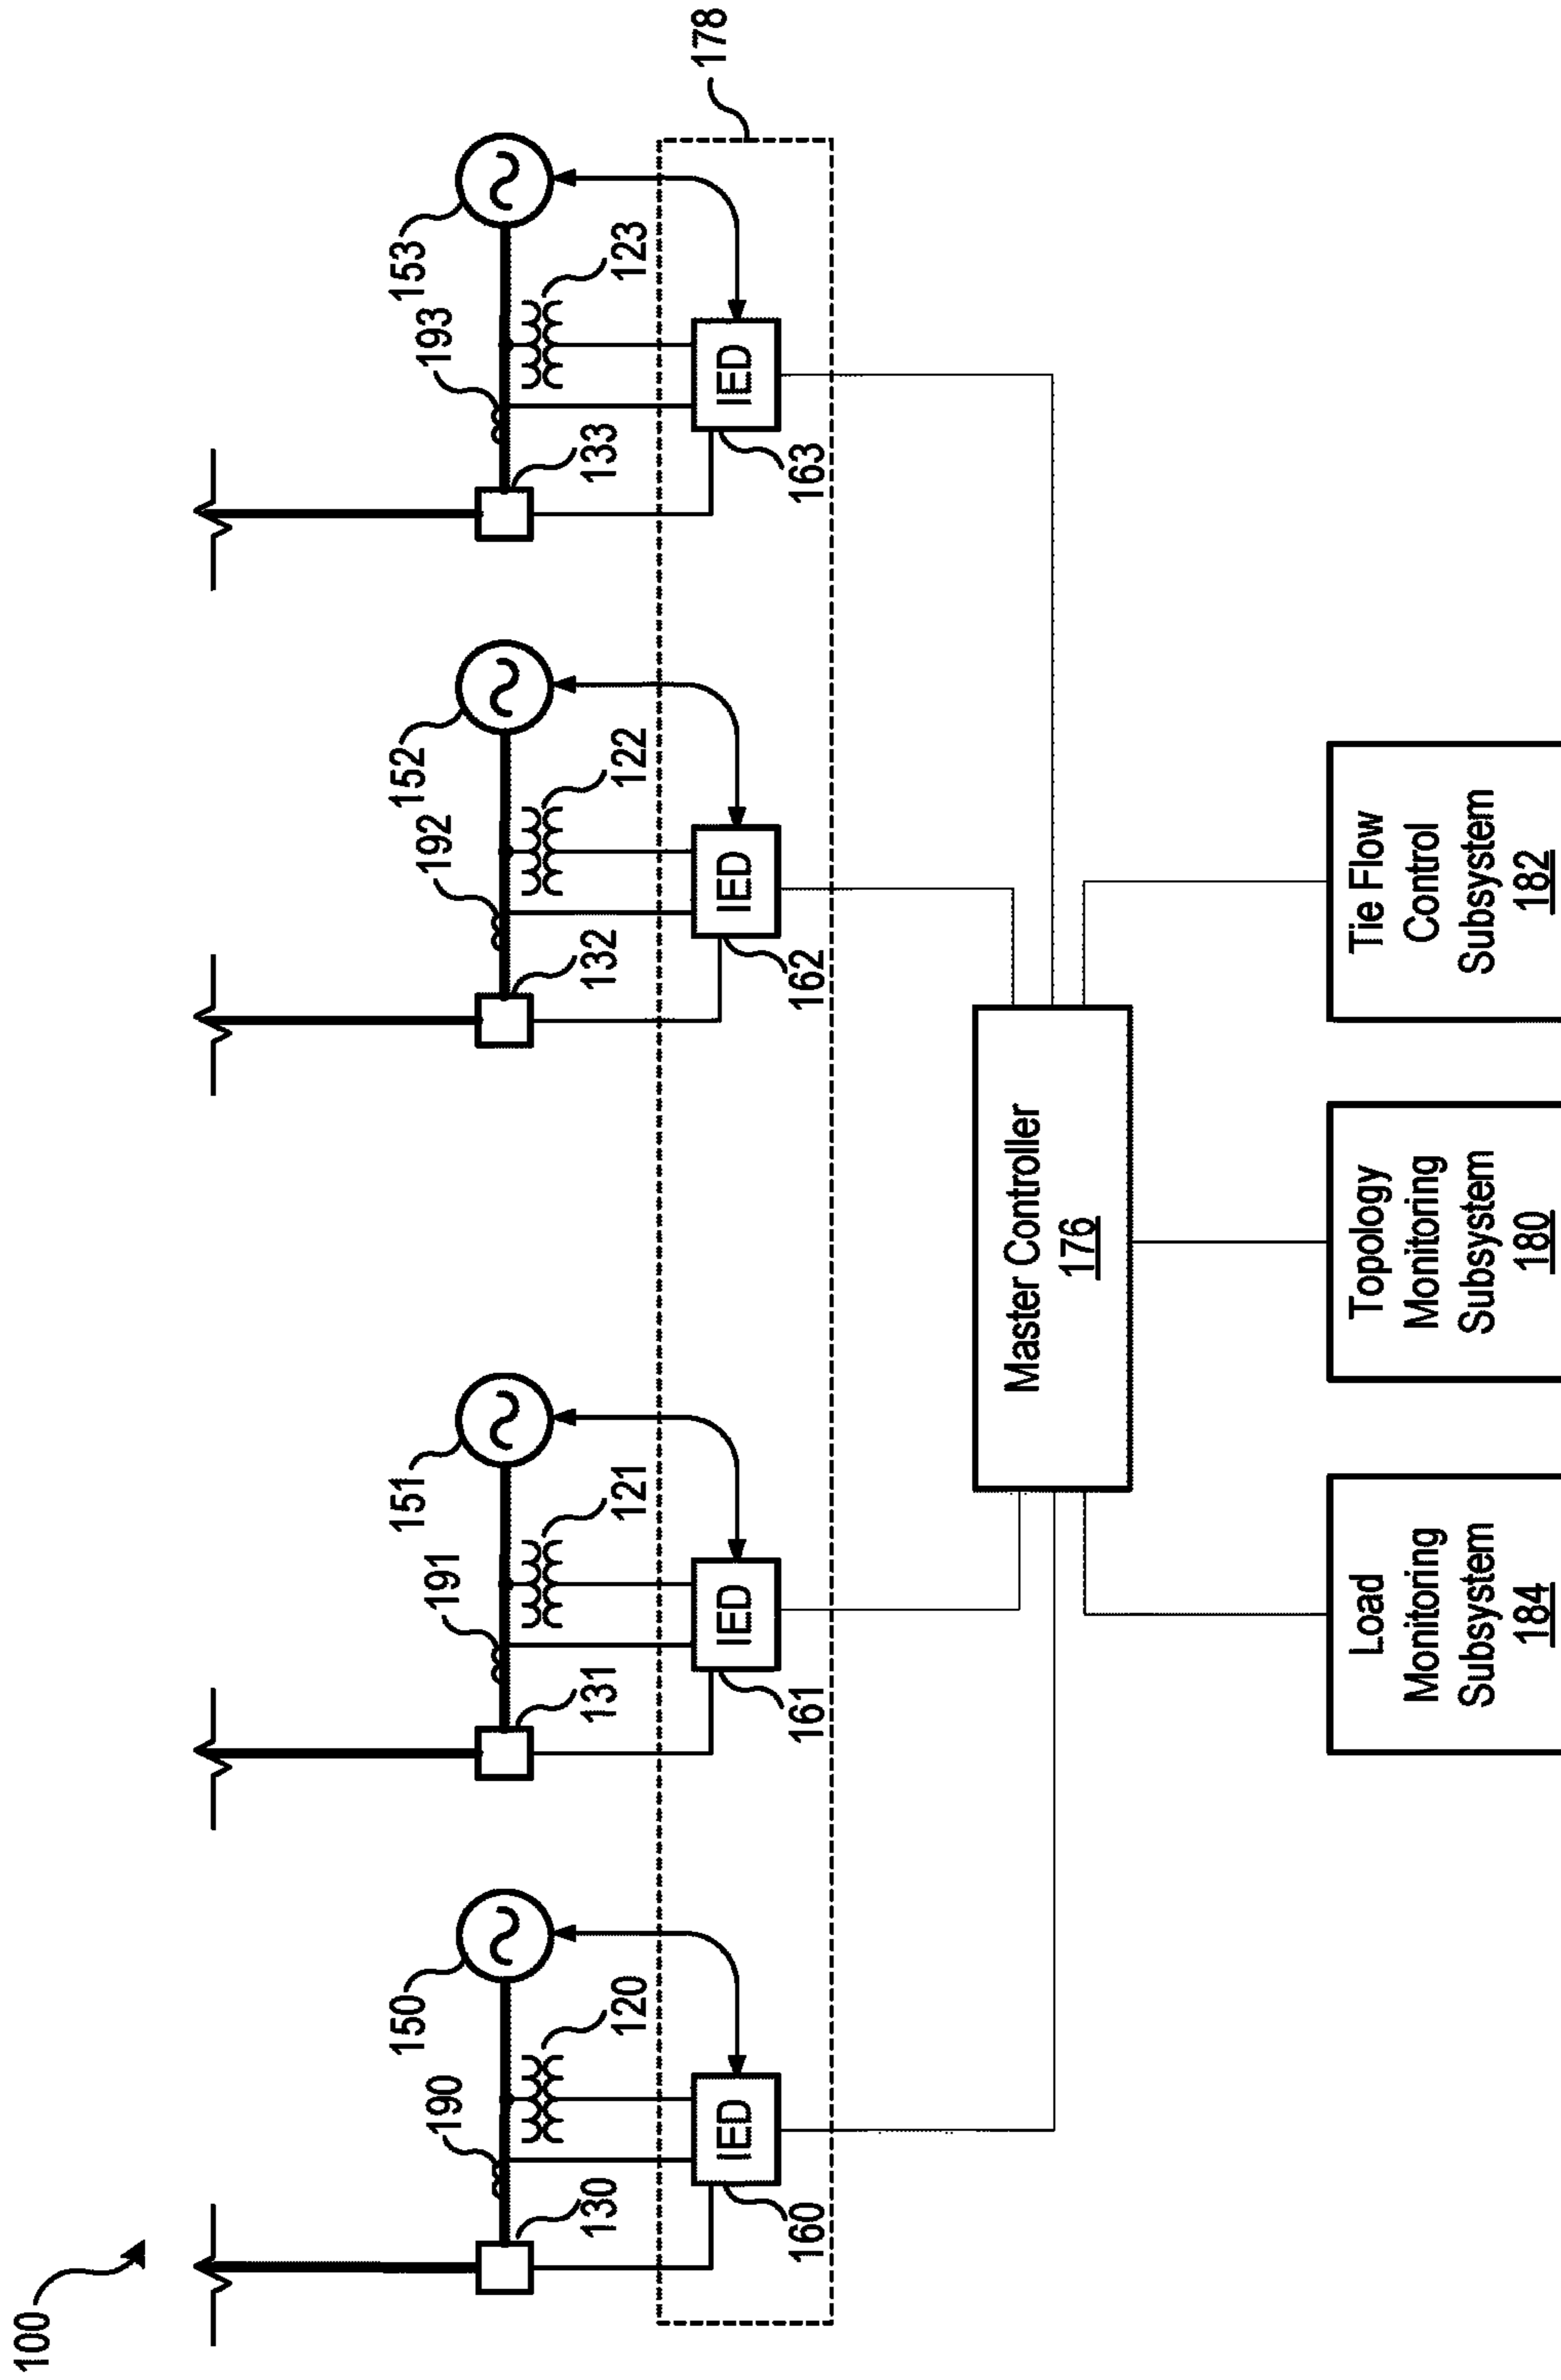 100
190
150
191
151
192
152
193
153
130
120
131
121
132
122
133
123
178
IED
IED
IED
IED
160
161
162
163
Master Controller
176
Load
Monitoring
Subsystem
184
Topology
Monitoring
Subsystem
180
Tie Flow
Control
Subsystem
182